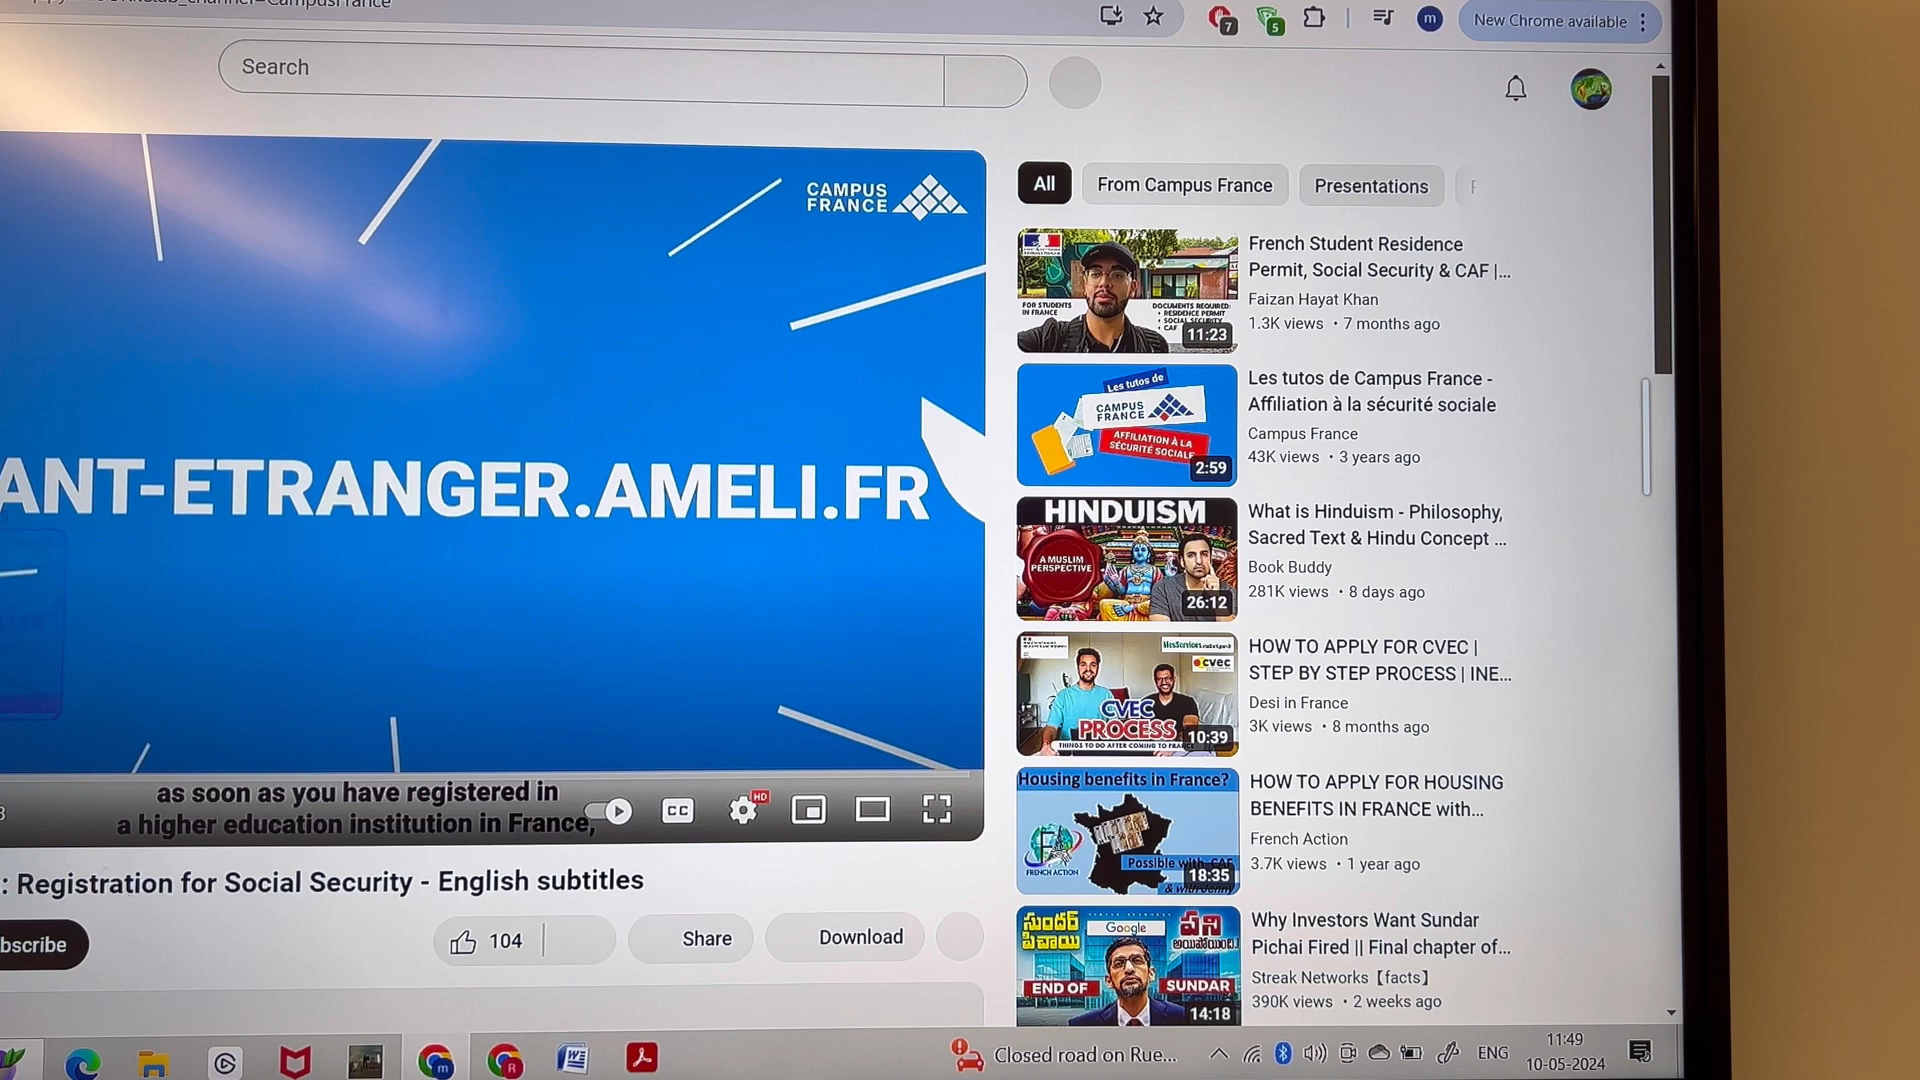 7
5
m
New Chrome available
Search
CAMPUS
FRANCE
ANT-ETRANGER.AMELI.FR
as soon as you have registered in
a higher education institution in France,
CC
HD
: Registration for Social Security - English subtitles
bscribe
104
Share
Download
All
From Campus France
Presentations
FOR STUDENTS
IN FRANCE
DOCUMENTS REQUIRED:
• RESIDENCE PERMIT
• SOCIAL SECURITY
• CAF
11:23
French Student Residence
Permit, Social Security & CAF |...
Faizan Hayat Khan
1.3K views • 7 months ago
Les tutos de
CAMPUS
FRANCE
AFFILIATION À LA
SÉCURITÉ SOCIALE
2:59
Les tutos de Campus France -
Affiliation à la sécurité sociale
Campus France
43K views • 3 years ago
HINDUISM
A MUSLIM
PERSPECTIVE
26:12
What is Hinduism - Philosophy,
Sacred Text & Hindu Concept ...
Book Buddy
281K views • 8 days ago
cvec
CVEC
PROCESS
THINGS TO DO AFTER COMING TO FRANCE
10:39
HOW TO APPLY FOR CVEC |
STEP BY STEP PROCESS | INE...
Desi in France
3K views • 8 months ago
Housing benefits in France?
FRENCH ACTION
Possible with CAF
18:35
HOW TO APPLY FOR HOUSING
BENEFITS IN FRANCE with...
French Action
3.7K views • 1 year ago
సుందర్
పిచాయి
Google
పని
అయిపోయింది.!
END OF
SUNDAR
14:18
Why Investors Want Sundar
Pichai Fired || Final chapter of...
Streak Networks【facts】
390K views • 2 weeks ago
m
R
Closed road on Rue...
ENG
11:49
10-05-2024